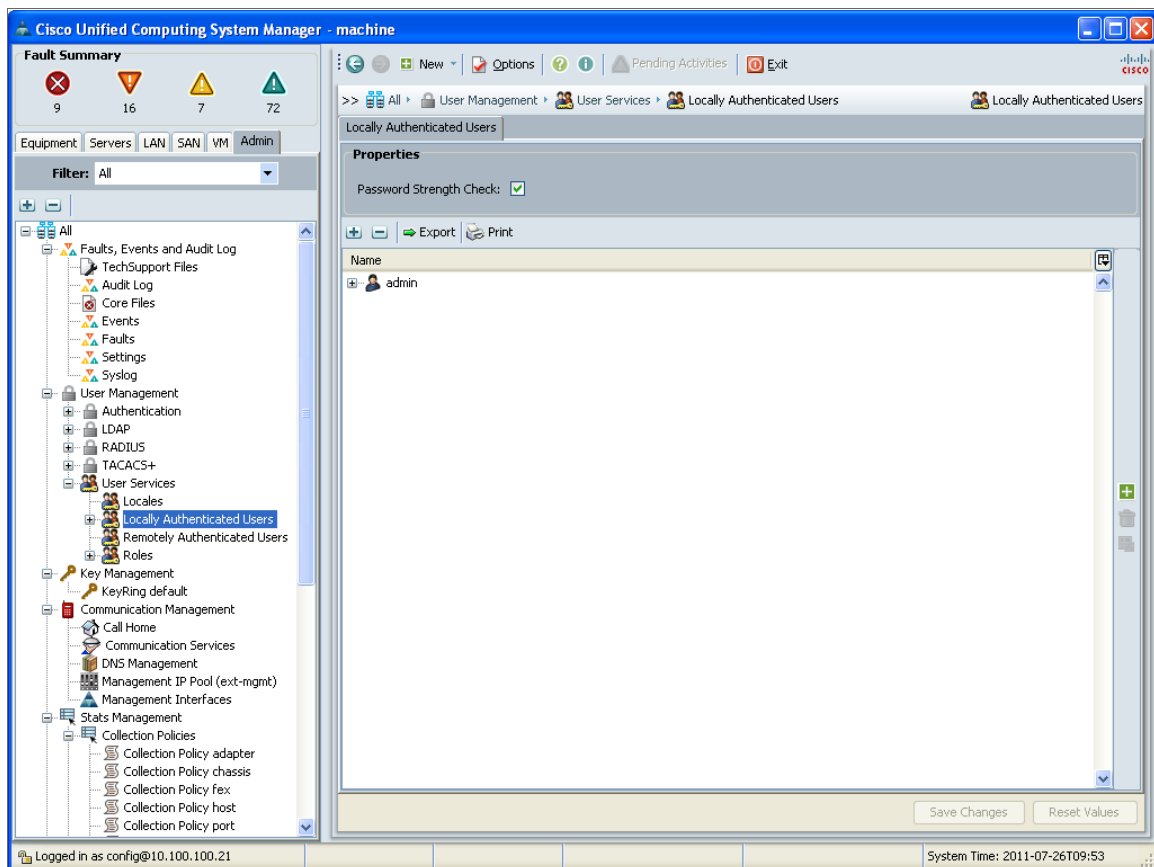 Cisco Unified Computing System Manager - machine
Fault Summary
9 16 7 72
Equipment Servers LAN SAN VM Admin
Filter: All
All
Faults, Events and Audit Log
TechSupport Files
Audit Log
Core Files
Events
Faults
Settings
Syslog
User Management
Authentication
LDAP
RADIUS
TACACS+
User Services
Locales
Locally Authenticated Users
Remotely Authenticated Users
Roles
Key Management
KeyRing default
Communication Management
Call Home
Communication Services
DNS Management
Management IP Pool (ext-mgmt)
Management Interfaces
Stats Management
Collection Policies
Collection Policy adapter
Collection Policy chassis
Collection Policy fex
Collection Policy host
Collection Policy port
New Options Pending Activities Exit
cisco
>> All User Management User Services Locally Authenticated Users Locally Authenticated Users
Locally Authenticated Users
Properties
Password Strength Check:
Export Print
Name
admin
Save Changes Reset Values
Logged in as config@10.100.100.21 System Time: 2011-07-26T09:53